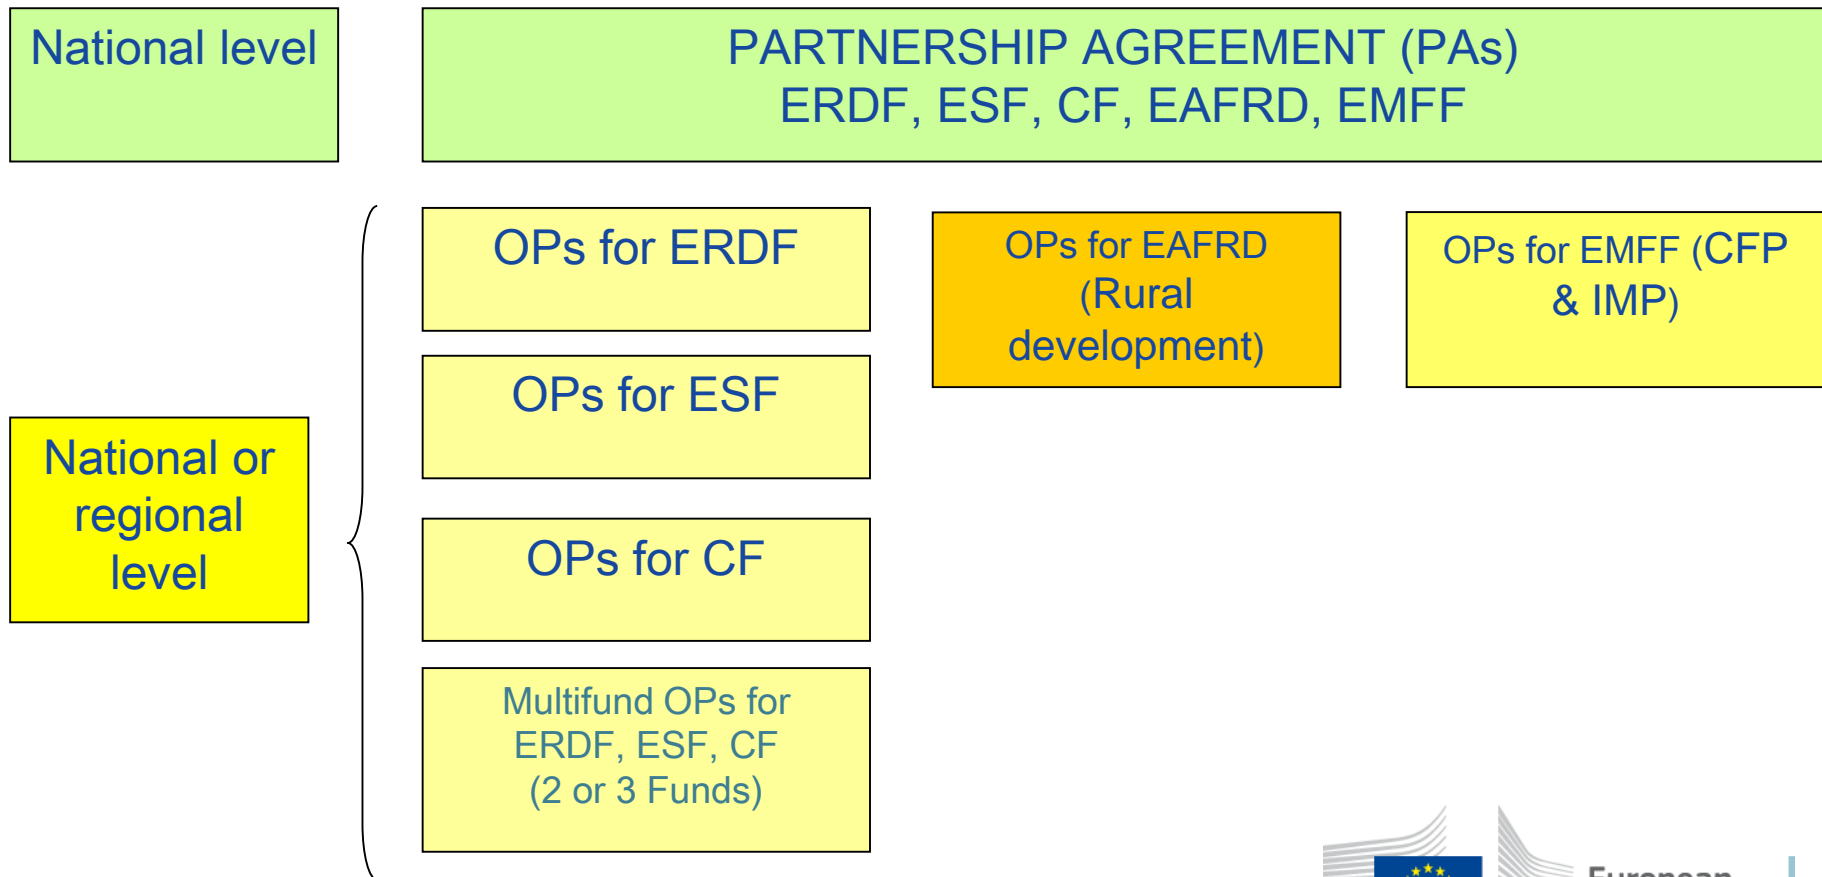 National level
PARTNERSHIP AGREEMENT (PAs)
ERDF, ESF, CF, EAFRD, EMFF
OPs for ERDF
OPs for EAFRD
(Rural
development)
OPs for EMFF (CFP
& IMP)
OPs for ESF
National or
regional
level
OPs for CF
Multifund OPs for
ERDF, ESF, CF
(2 or 3 Funds)
European